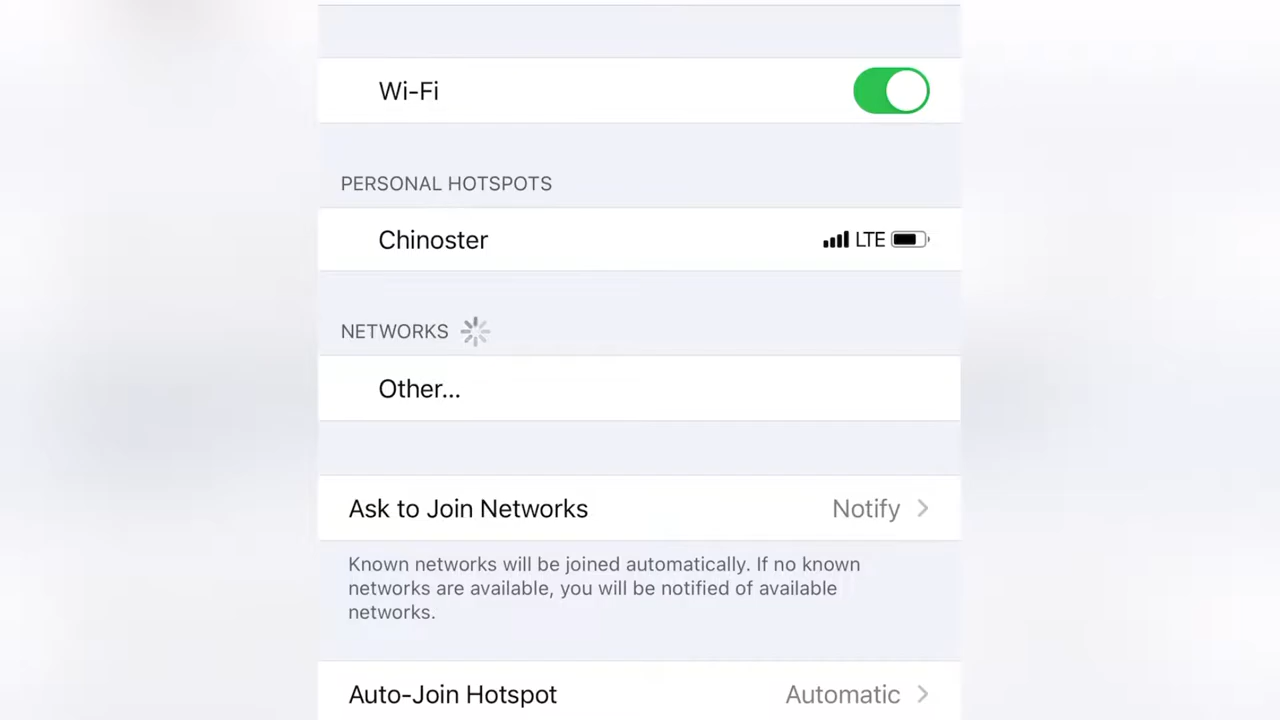 Wi-Fi
PERSONAL HOTSPOTS
Chinoster LTE
NETWORKS
Other...
Ask to Join Networks Notify
Known networks will be joined automatically. If no known
networks are available, you will be notified of available
networks.
Auto-Join Hotspot Automatic